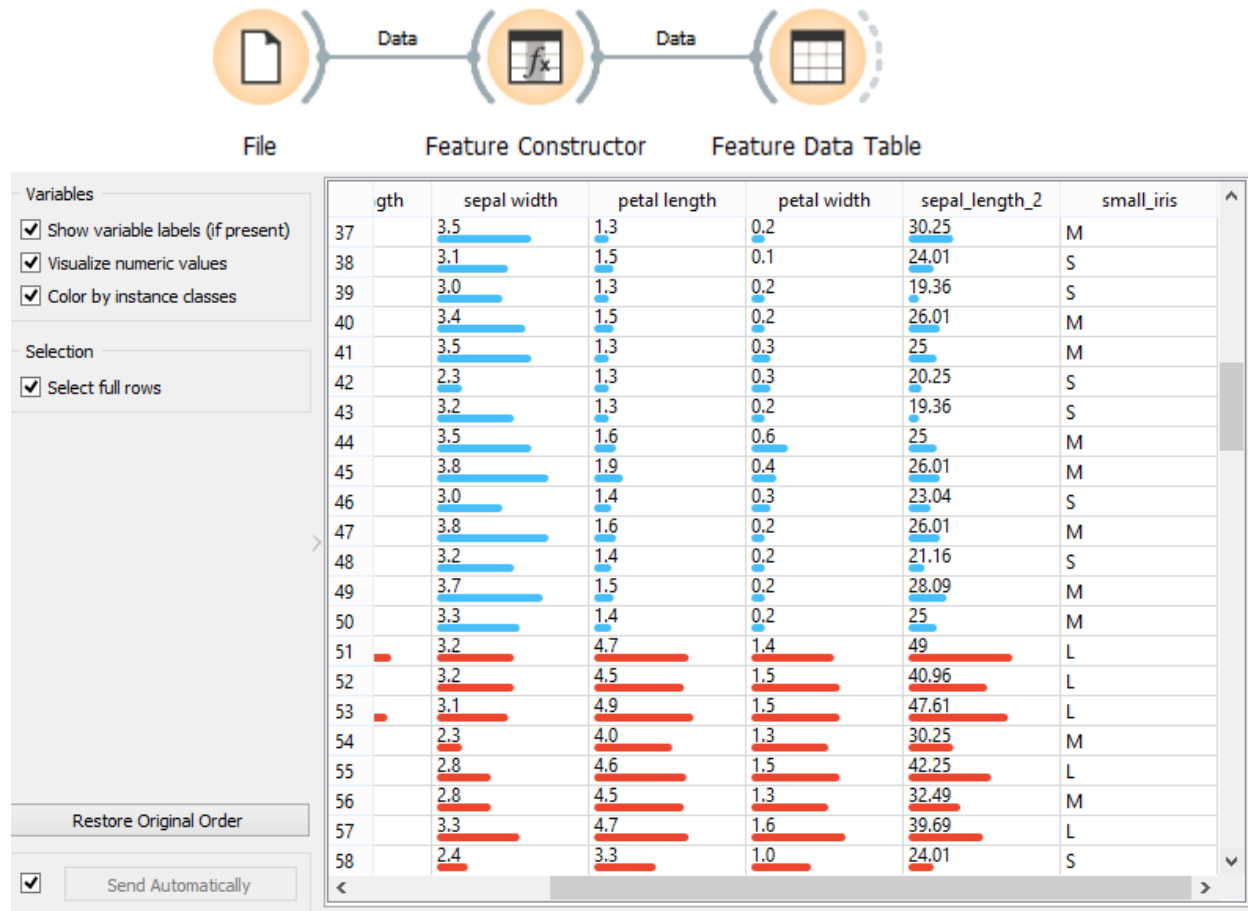 Data Data
fx
File Feature Constructor Feature Data Table
Variables
Show variable labels (if present)
Visualize numeric values
Color by instance classes
Selection
Select full rows
Restore Original Order
Send Automatically
gth sepal width petal length petal width sepal_length_2 small_iris
37 3.5 1.3 0.2 30.25 M
38 3.1 1.5 0.1 24.01 S
39 3.0 1.3 0.2 19.36 S
40 3.4 1.5 0.2 26.01 M
41 3.5 1.3 0.3 25 M
42 2.3 1.3 0.3 20.25 S
43 3.2 1.3 0.2 19.36 S
44 3.5 1.6 0.6 25 M
45 3.8 1.9 0.4 26.01 M
46 3.0 1.4 0.3 23.04 S
47 3.8 1.6 0.2 26.01 M
48 3.2 1.4 0.2 21.16 S
49 3.7 1.5 0.2 28.09 M
50 3.3 1.4 0.2 25 M
51 3.2 4.7 1.4 49 L
52 3.2 4.5 1.5 40.96 L
53 3.1 4.9 1.5 47.61 L
54 2.3 4.0 1.3 30.25 M
55 2.8 4.6 1.5 42.25 L
56 2.8 4.5 1.3 32.49 M
57 3.3 4.7 1.6 39.69 L
58 2.4 3.3 1.0 24.01 S